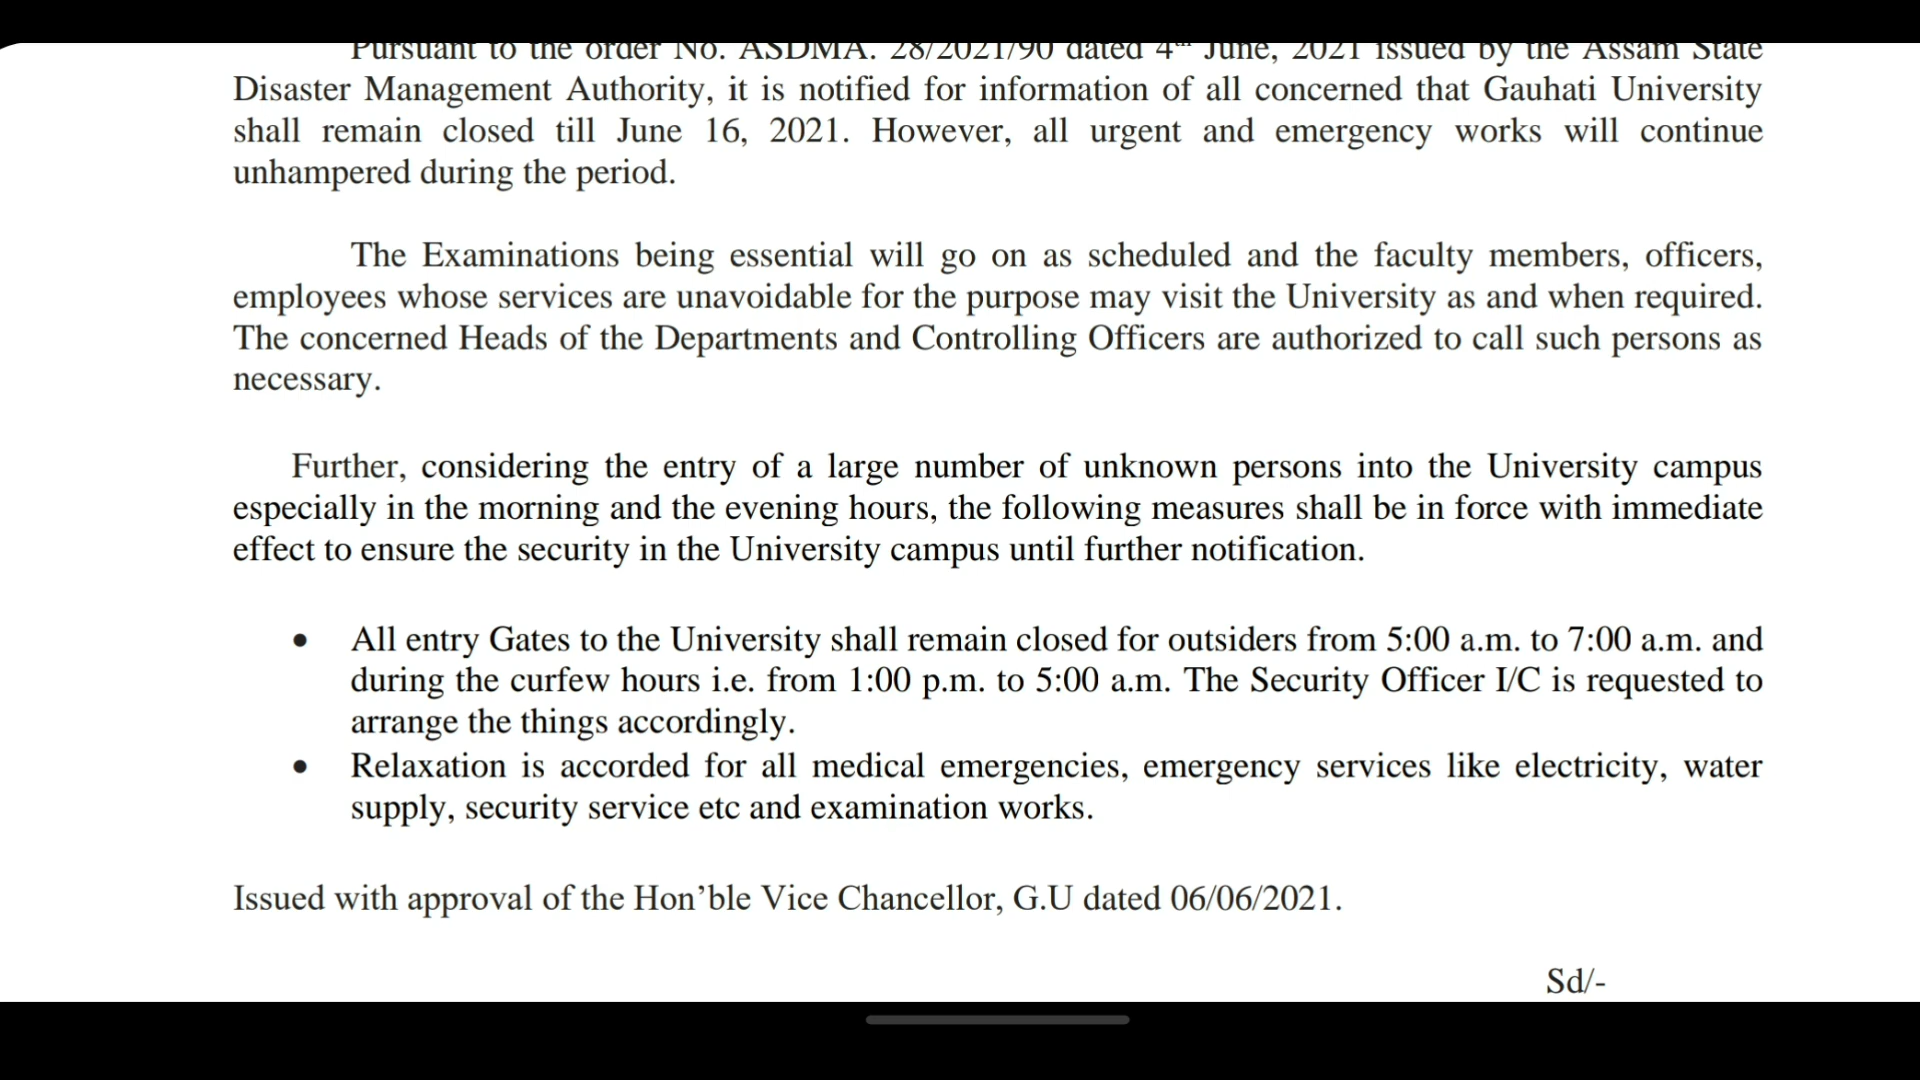 Pursuant to the order No. ASDMA. 28/2021/90 dated 4th June, 2021 issued by the Assam State
Disaster Management Authority, it is notified for information of all concerned that Gauhati University
shall remain closed till June 16, 2021. However, all urgent and emergency works will continue
unhampered during the period.
The Examinations being essential will go on as scheduled and the faculty members, officers,
employees whose services are unavoidable for the purpose may visit the University as and when required.
The concerned Heads of the Departments and Controlling Officers are authorized to call such persons as
necessary.
Further, considering the entry of a large number of unknown persons into the University campus
especially in the morning and the evening hours, the following measures shall be in force with immediate
effect to ensure the security in the University campus until further notification.
• All entry Gates to the University shall remain closed for outsiders from 5:00 a.m. to 7:00 a.m. and
during the curfew hours i.e. from 1:00 p.m. to 5:00 a.m. The Security Officer I/C is requested to
arrange the things accordingly.
• Relaxation is accorded for all medical emergencies, emergency services like electricity, water
supply, security service etc and examination works.
Issued with approval of the Hon’ble Vice Chancellor, G.U dated 06/06/2021.
Sd/-